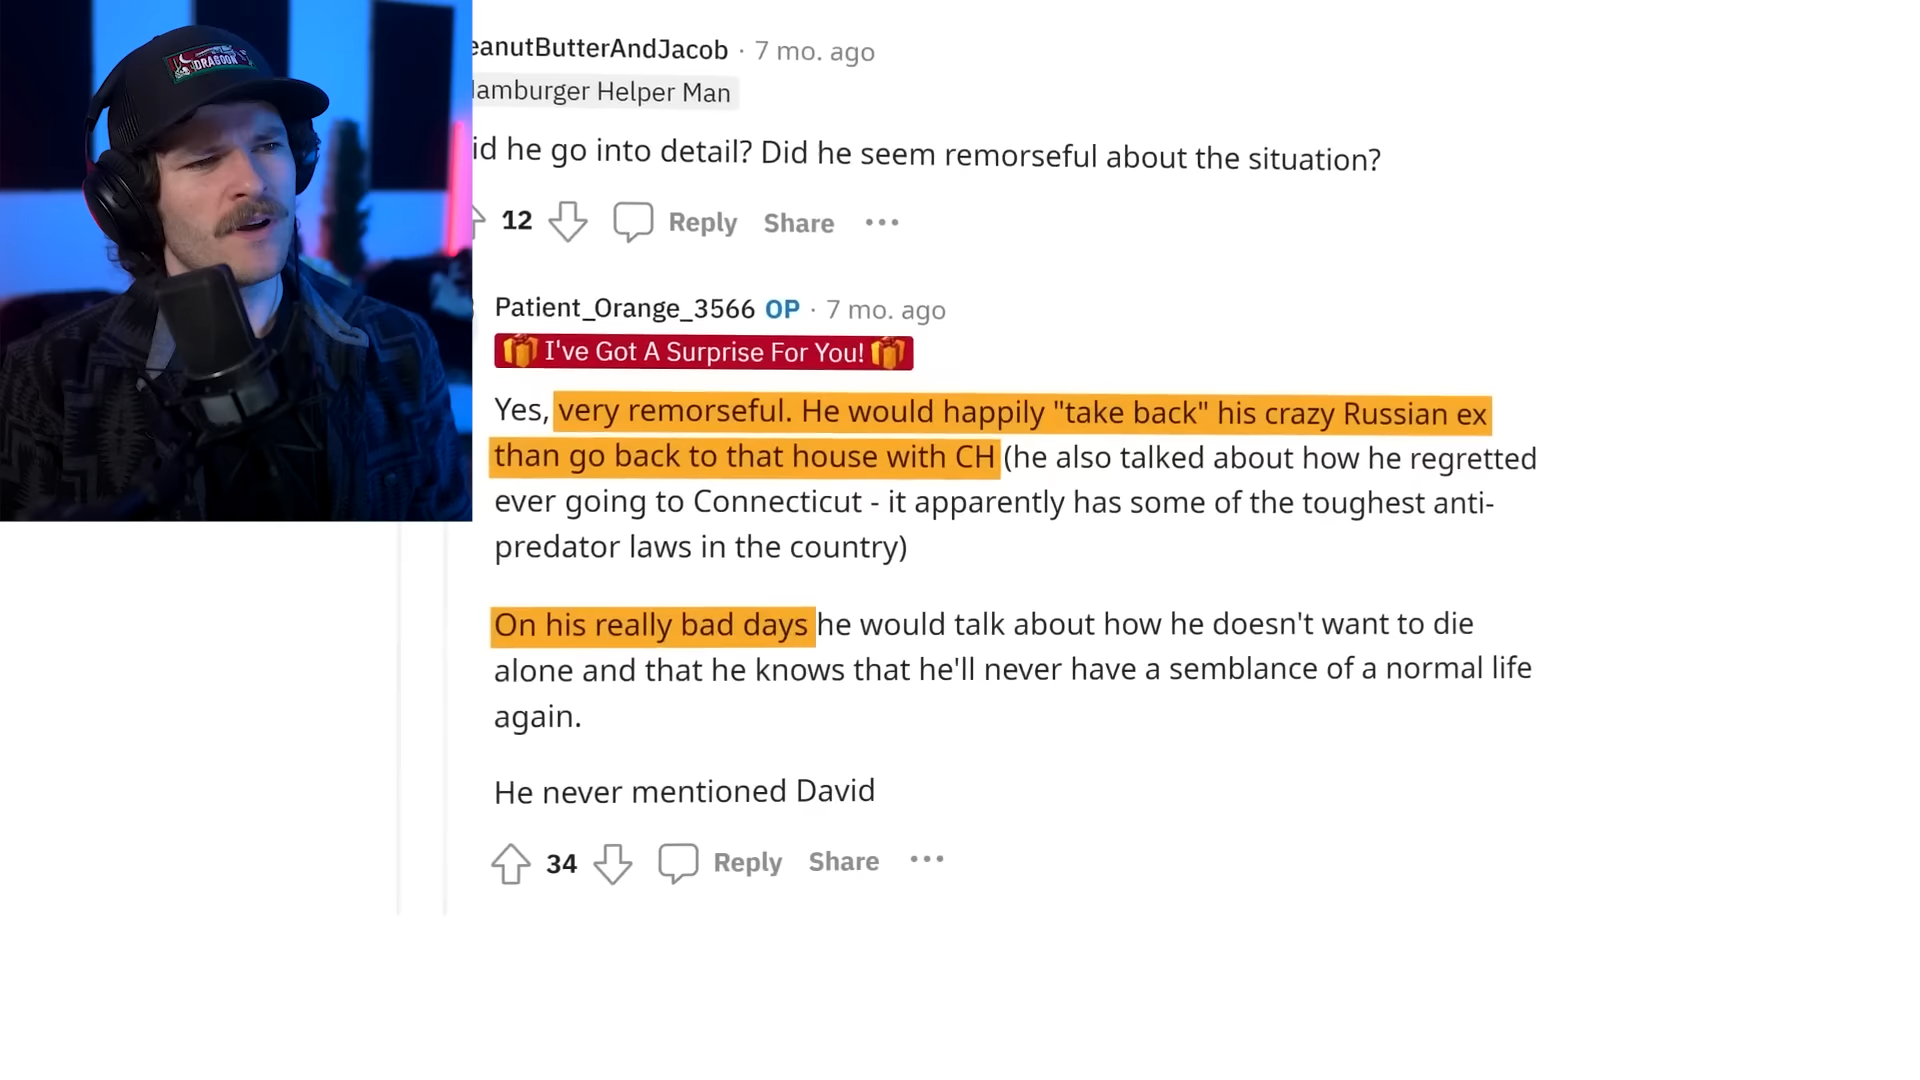 DRAGOON
eanutButterAndJacob · 7 mo. ago
amburger Helper Man
id he go into detail? Did he seem remorseful about the situation?
12 Reply Share ···
Patient_Orange_3566 OP · 7 mo. ago
I've Got A Surprise For You!
Yes, very remorseful. He would happily "take back" his crazy Russian ex
than go back to that house with CH (he also talked about how he regretted
ever going to Connecticut - it apparently has some of the toughest anti-
predator laws in the country)
On his really bad days he would talk about how he doesn't want to die
alone and that he knows that he'll never have a semblance of a normal life
again.
He never mentioned David
34 Reply Share ···